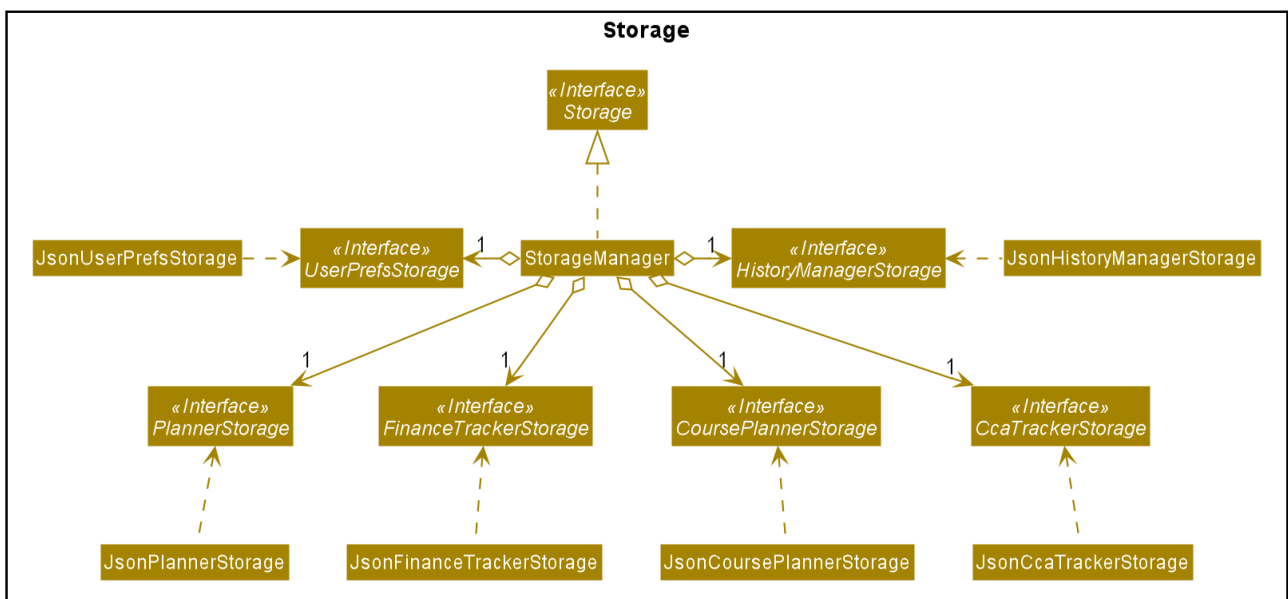 Storage
«Interface»
Storage
JsonUserPrefsStorage
«Interface»
UserPrefsStorage
1
StorageManager
1
«Interface»
HistoryManagerStorage
JsonHistoryManagerStorage
1
1
1
1
«Interface»
PlannerStorage
«Interface»
FinanceTrackerStorage
«Interface»
CoursePlannerStorage
«Interface»
CcaTrackerStorage
JsonPlannerStorage
JsonFinanceTrackerStorage
JsonCoursePlannerStorage
JsonCcaTrackerStorage